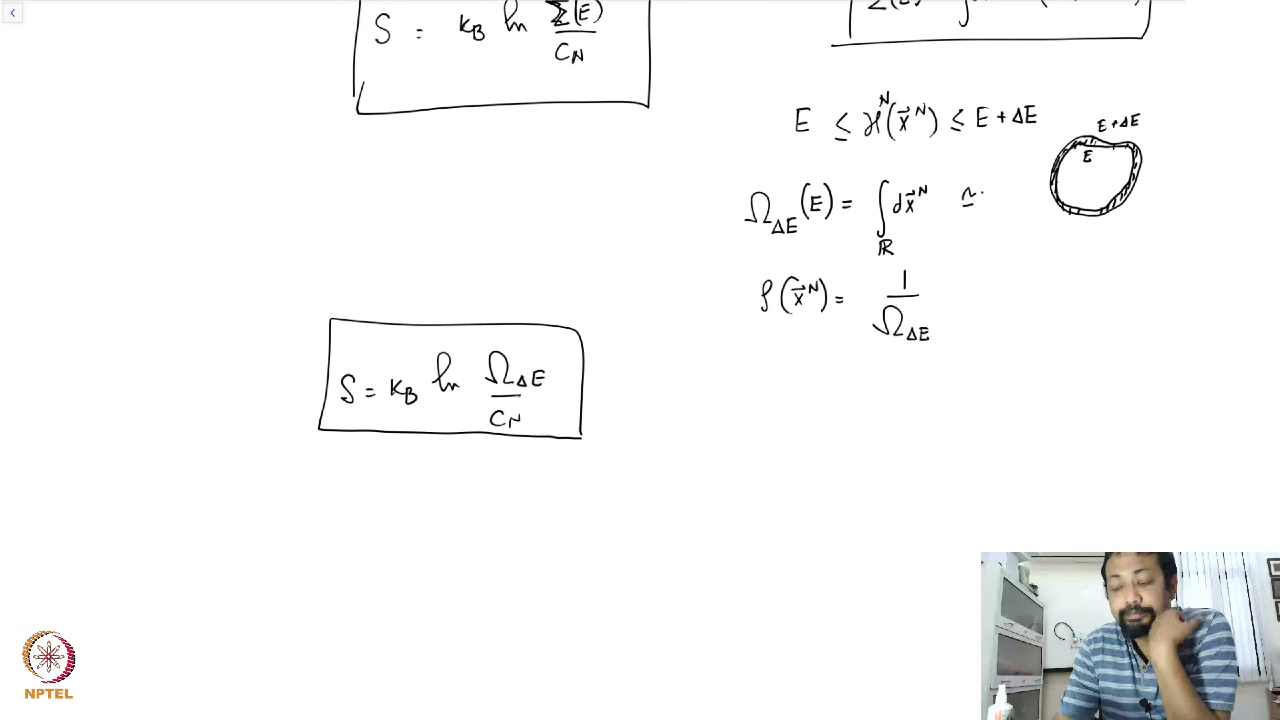 S = k_B ln Σ(E) / C_N
E ≤ ℋ^N(x⃗^N) ≤ E + ΔE
E + ΔE
E
Ω_ΔE(E) = ∫_R dx⃗^N ≃
ρ(x⃗^N) = 1 / Ω_ΔE
S = k_B ln Ω_ΔE / C_N
NPTEL